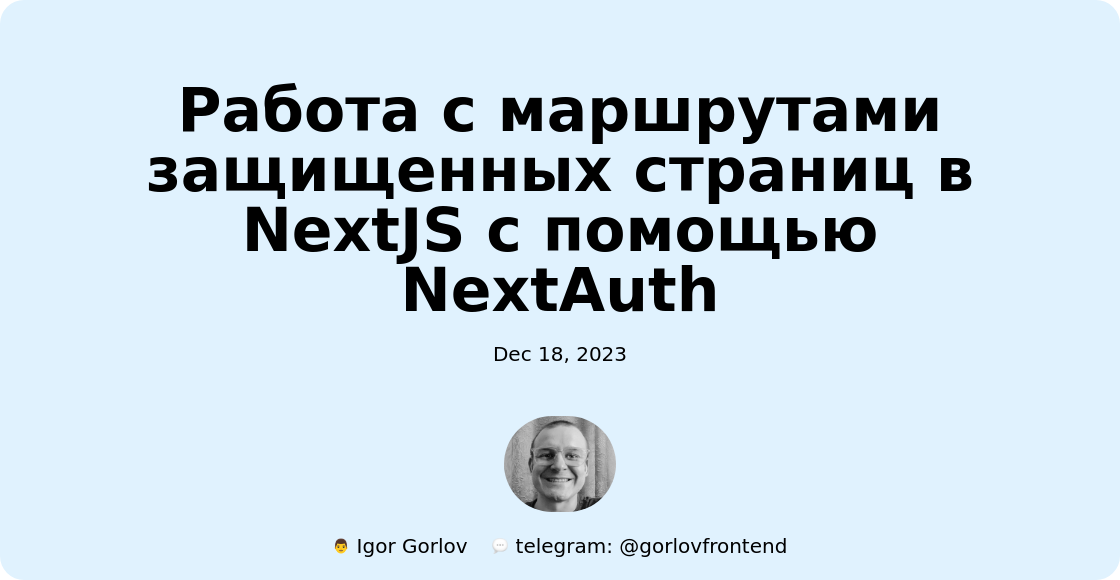 Работа с маршрутами
защищенных страниц в
NextJS с помощью
NextAuth
Dec 18, 2023
👨 Igor Gorlov 💬 telegram: @gorlovfrontend